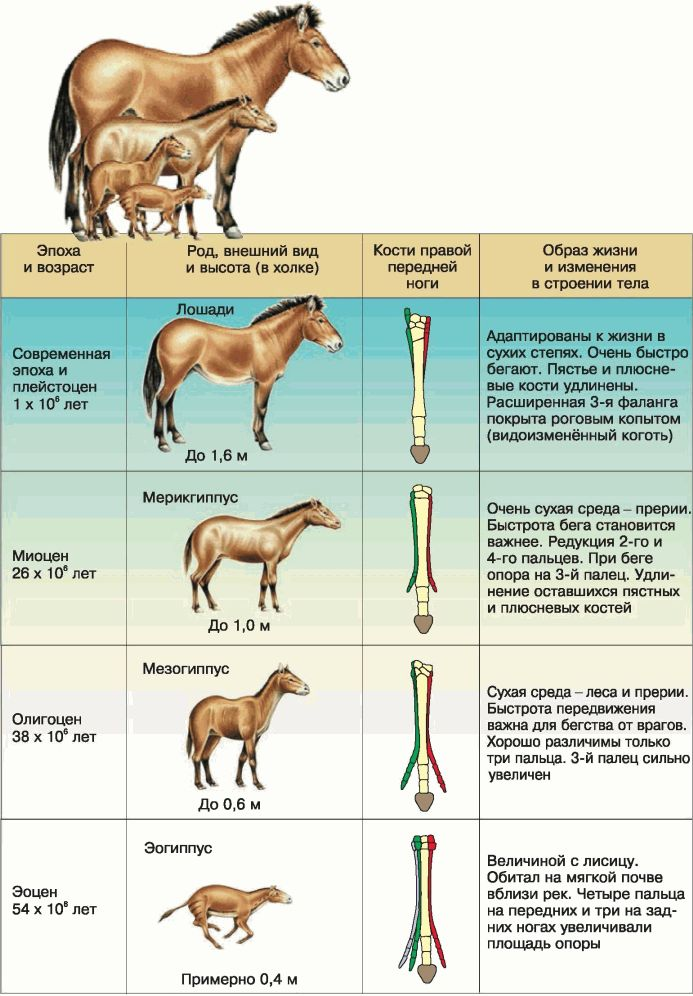 Эпоха
и возраст
Род, внешний вид
и высота (в холке)
Кости правой
передней
ноги
Образ жизни
и изменения
в строении тела
Современная
эпоха и
плейстоцен
1 х 10⁶ лет
Лошади
До 1,6 м
Адаптированы к жизни в
сухих степях. Очень быстро
бегают. Пястье и плюсне-
вые кости удлинены.
Расширенная 3-я фаланга
покрыта роговым копытом
(видоизменённый коготь)
Миоцен
26 х 10⁶ лет
Мерикгиппус
До 1,0 м
Очень сухая среда – прерии.
Быстрота бега становится
важнее. Редукция 2-го и
4-го пальцев. При беге
опора на 3-й палец. Удли-
нение оставшихся пястных
и плюсневых костей
Олигоцен
38 х 10⁶ лет
Мезогиппус
До 0,6 м
Сухая среда – леса и прерии.
Быстрота передвижения
важна для бегства от врагов.
Хорошо различимы только
три пальца. 3-й палец сильно
увеличен
Эоцен
54 х 10⁶ лет
Эогиппус
Примерно 0,4 м
Величиной с лисицу.
Обитал на мягкой почве
вблизи рек. Четыре пальца
на передних и три на зад-
них ногах увеличивали
площадь опоры